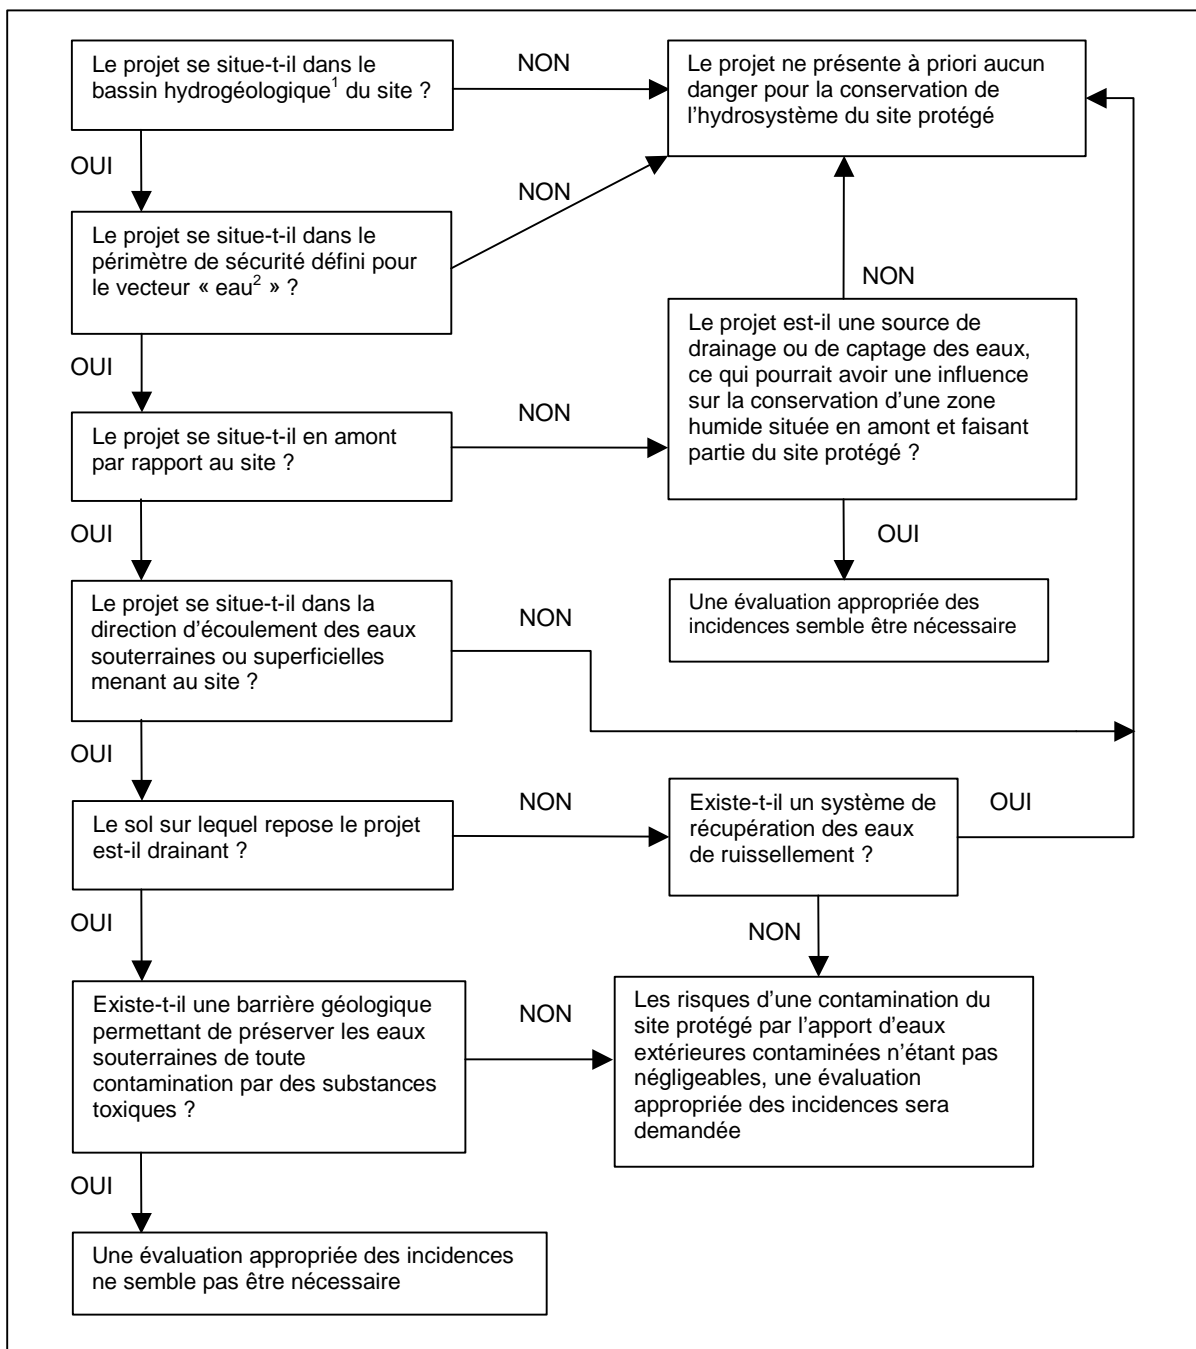 Le projet se situe-t-il dans le
bassin hydrogéologique¹ du site ?
NON
Le projet ne présente à priori aucun
danger pour la conservation de
l'hydrosystème du site protégé
OUI
NON
Le projet se situe-t-il dans le
périmètre de sécurité défini pour
le vecteur « eau² » ?
NON
OUI
Le projet est-il une source de
drainage ou de captage des eaux,
ce qui pourrait avoir une influence
sur la conservation d'une zone
humide située en amont et faisant
partie du site protégé ?
Le projet se situe-t-il en amont
par rapport au site ?
NON
OUI
OUI
Une évaluation appropriée des
incidences semble être nécessaire
Le projet se situe-t-il dans la
direction d'écoulement des eaux
souterraines ou superficielles
menant au site ?
NON
OUI
Le sol sur lequel repose le projet
est-il drainant ?
NON
Existe-t-il un système de
récupération des eaux
de ruissellement ?
OUI
OUI
NON
Existe-t-il une barrière géologique
permettant de préserver les eaux
souterraines de toute
contamination par des substances
toxiques ?
NON
Les risques d'une contamination du
site protégé par l'apport d'eaux
extérieures contaminées n'étant pas
négligeables, une évaluation
appropriée des incidences sera
demandée
OUI
Une évaluation appropriée des incidences
ne semble pas être nécessaire